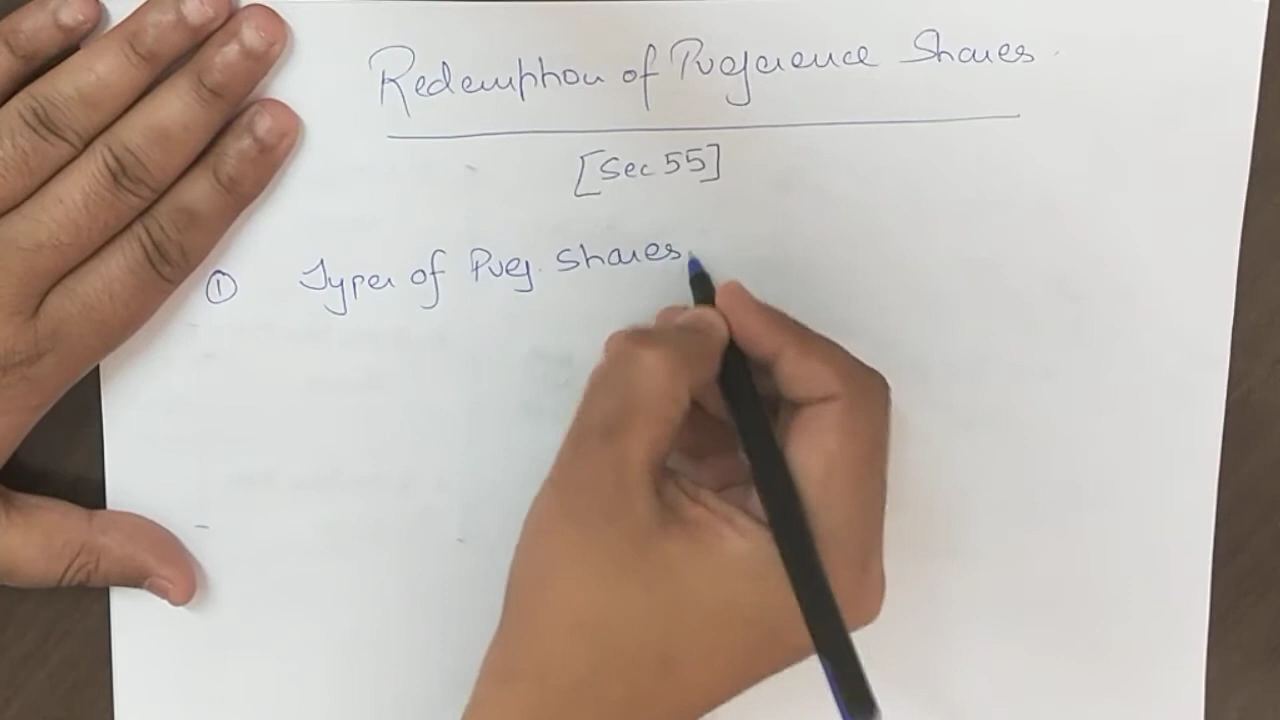 Redemption of Preference Shares
[Sec 55]
① Types of Pref. Shares